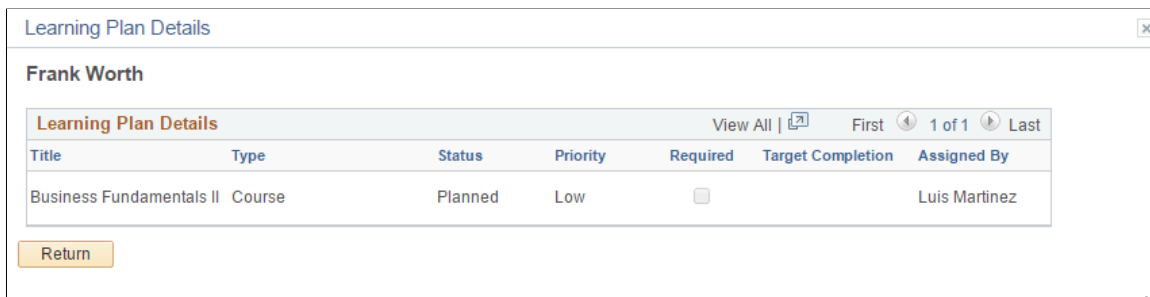 Learning Plan Details
Frank Worth
Learning Plan Details View All | First 1 of 1 Last
Title Type Status Priority Required Target Completion Assigned By
Business Fundamentals II Course Planned Low Luis Martinez
Return